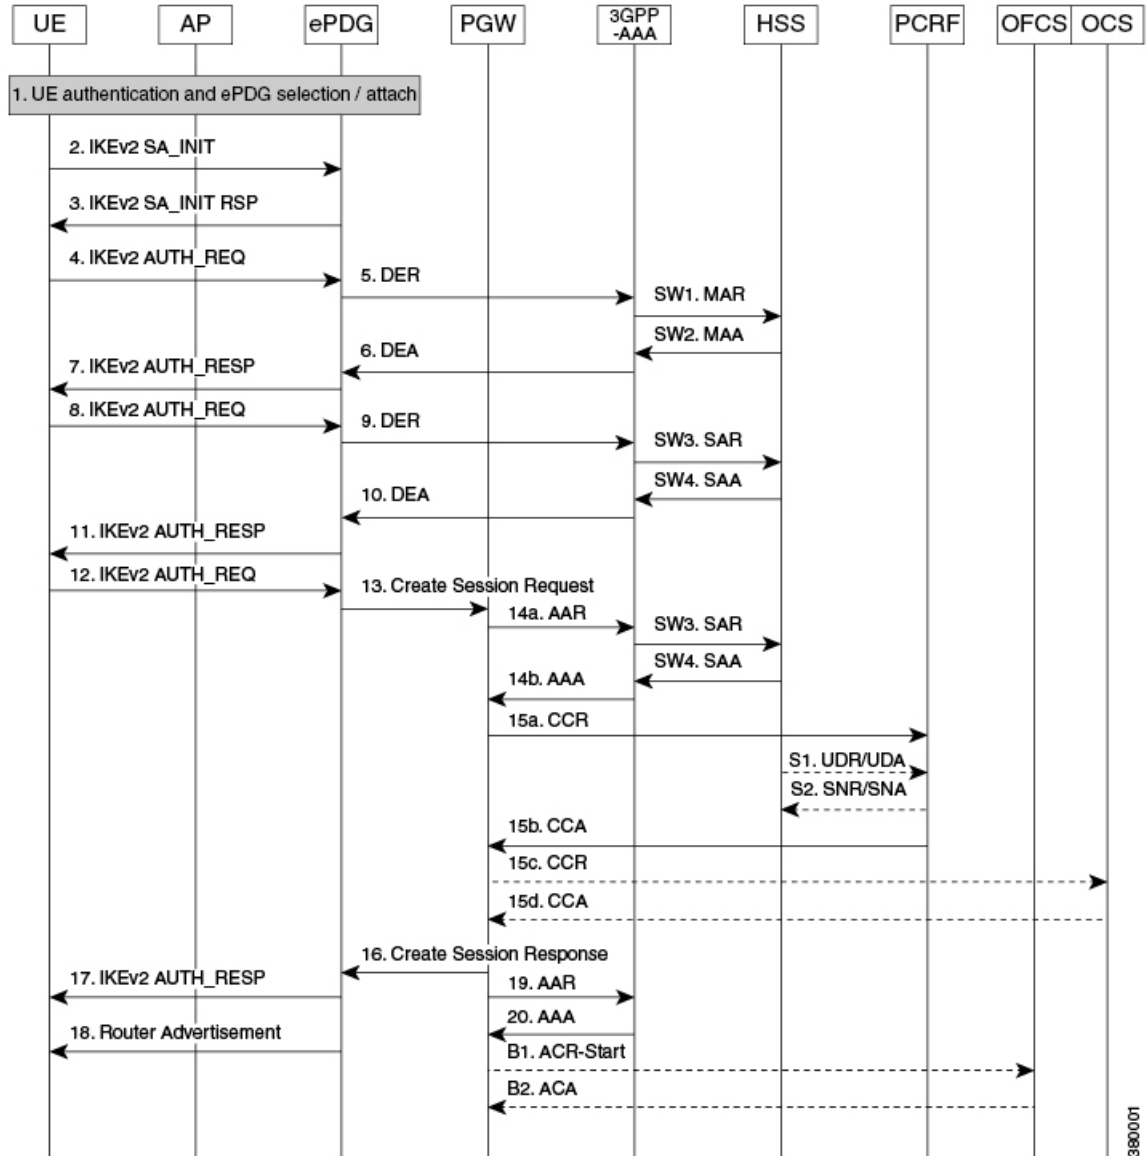 UE
AP
ePDG
PGW
3GPP
-AAA
HSS
PCRF
OFCS
OCS
1. UE authentication and ePDG selection / attach
2. IKEv2 SA_INIT
3. IKEv2 SA_INIT RSP
4. IKEv2 AUTH_REQ
5. DER
SW1. MAR
SW2. MAA
6. DEA
7. IKEv2 AUTH_RESP
8. IKEv2 AUTH_REQ
9. DER
SW3. SAR
SW4. SAA
10. DEA
11. IKEv2 AUTH_RESP
12. IKEv2 AUTH_REQ
13. Create Session Request
14a. AAR
SW3. SAR
SW4. SAA
14b. AAA
15a. CCR
S1. UDR/UDA
S2. SNR/SNA
15b. CCA
15c. CCR
15d. CCA
16. Create Session Response
17. IKEv2 AUTH_RESP
19. AAR
20. AAA
18. Router Advertisement
B1. ACR-Start
B2. ACA
380001